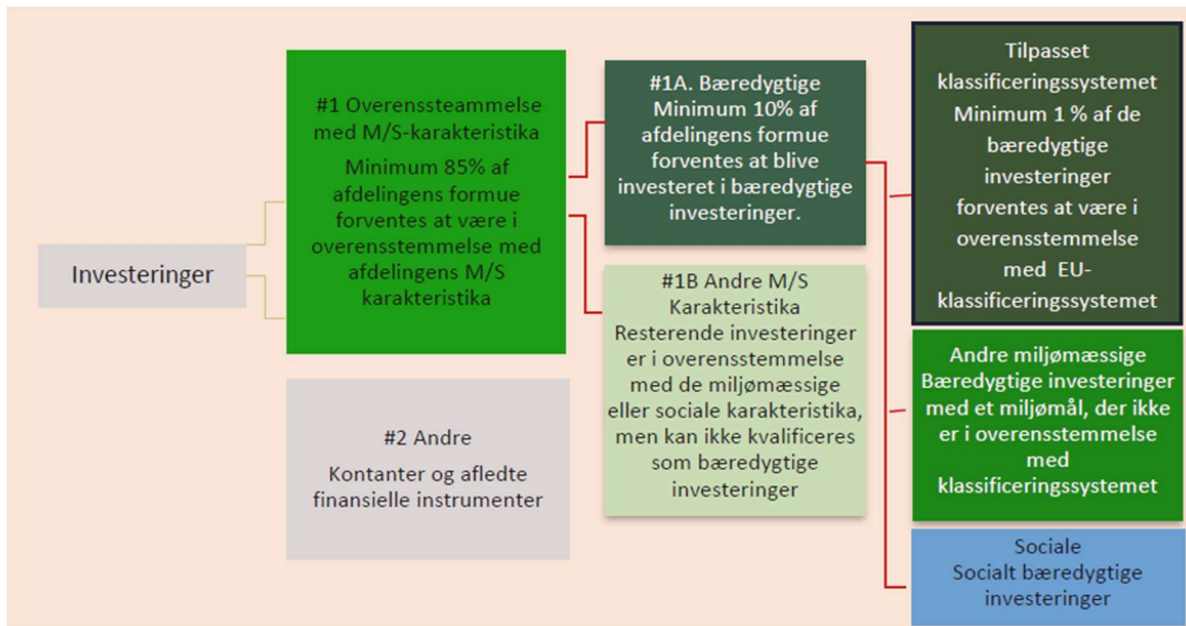 Investeringer
#1 Overenssteammelse
med M/S-karakteristika
Minimum 85% af
afdelingens formue
forventes at være i
overensstemmelse med
afdelingens M/S
karakteristika
#2 Andre
Kontanter og afledte
finansielle instrumenter
#1A. Bæredygtige
Minimum 10% af
afdelingens formue
forventes at blive
investeret i bæredygtige
investeringer.
#1B Andre M/S
Karakteristika
Resterende investeringer
er i overensstemmelse
med de miljømæssige
eller sociale karakteristika,
men kan ikke kvalificeres
som bæredygtige
investeringer
Tilpasset
klassificeringssystemet
Minimum 1 % af de
bæredygtige
investeringer
forventes at være i
overensstemmelse
med EU-
klassificeringssystemet
Andre miljømæssige
Bæredygtige investeringer
med et miljømål, der ikke
er i overensstemmelse
med
klassificeringssystemet
Sociale
Socialt bæredygtige
investeringer